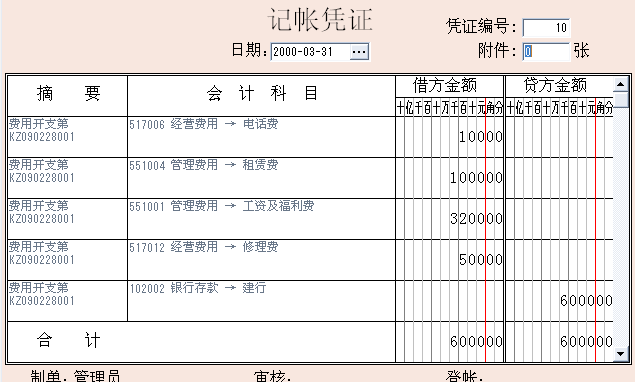 记帐凭证
凭证编号: 10
日期: 2000-03-31 ...
附件: 0 张
摘 要 会 计 科 目 借方金额 贷方金额
十亿千百十万千百十元角分 十亿千百十万千百十元角分
费用开支第 517006 经营费用 → 电话费
KZ090228001 10000
费用开支第 551004 管理费用 → 租赁费
KZ090228001 100000
费用开支第 551001 管理费用 → 工资及福利费
KZ090228001 320000
费用开支第 517012 经营费用 → 修理费
KZ090228001 50000
费用开支第 102002 银行存款 → 建行
KZ090228001 600000
合 计 600000 600000
制单: 管理员 审核: 登帐: